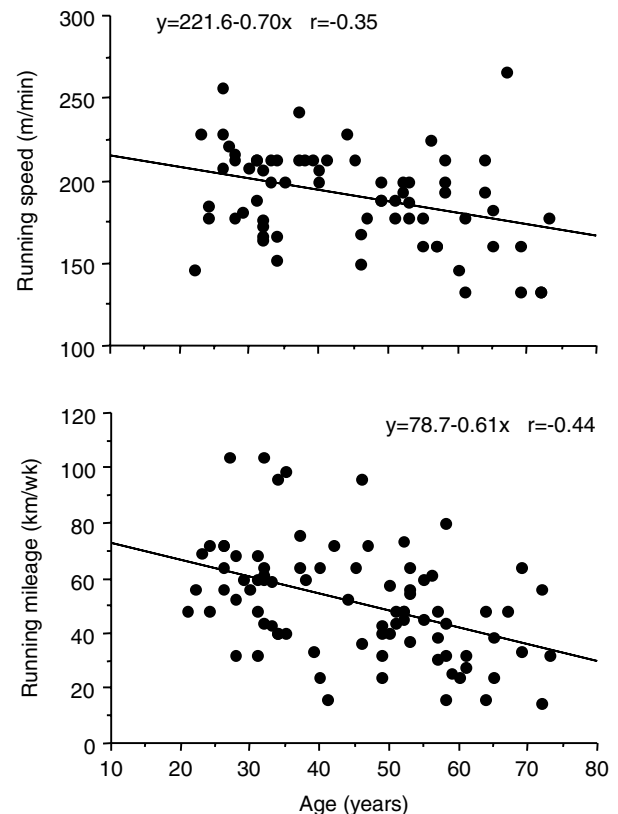 y=221.6-0.70x r=-0.35
300
250
200
150
100
Running speed (m/min)
y=78.7-0.61x r=-0.44
120
100
80
60
40
20
0
Running mileage (km/wk)
10 20 30 40 50 60 70 80
Age (years)